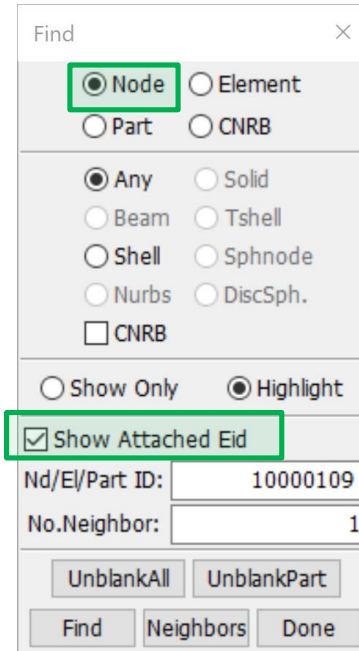 Find
Node Element
Part CNRB
Any Solid
Beam Tshell
Shell Sphnode
Nurbs DiscSph.
CNRB
Show Only Highlight
Show Attached Eid
Nd/El/Part ID: 10000109
No.Neighbor: 1
UnblankAll UnblankPart
Find Neighbors Done